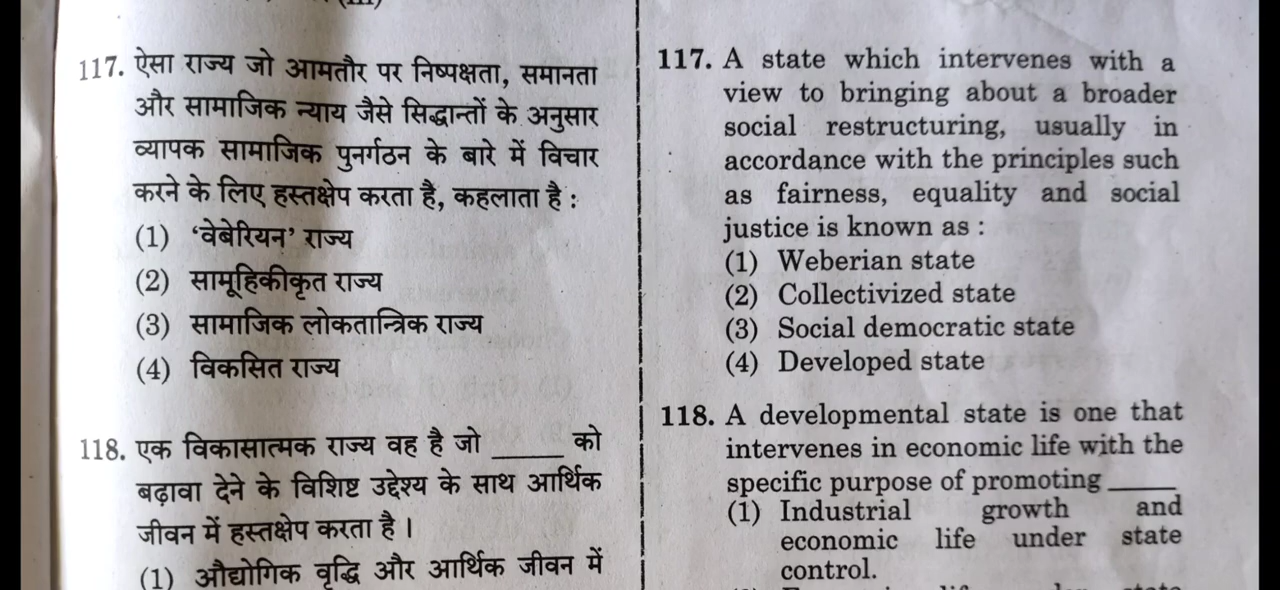 (III)
117. ऐसा राज्य जो आमतौर पर निष्पक्षता, समानता
और सामाजिक न्याय जैसे सिद्धान्तों के अनुसार
व्यापक सामाजिक पुनर्गठन के बारे में विचार
करने के लिए हस्तक्षेप करता है, कहलाता है :
(1) ‘वेबेरियन’ राज्य
(2) सामूहिकीकृत राज्य
(3) सामाजिक लोकतान्त्रिक राज्य
(4) विकसित राज्य
118. एक विकासात्मक राज्य वह है जो _____ को
बढ़ावा देने के विशिष्ट उद्देश्य के साथ आर्थिक
जीवन में हस्तक्षेप करता है ।
(1) औद्योगिक वृद्धि और आर्थिक जीवन में
117. A state which intervenes with a
view to bringing about a broader
social restructuring, usually in
accordance with the principles such
as fairness, equality and social
justice is known as :
(1) Weberian state
(2) Collectivized state
(3) Social democratic state
(4) Developed state
118. A developmental state is one that
intervenes in economic life with the
specific purpose of promoting _____
(1) Industrial growth and
economic life under state
control.